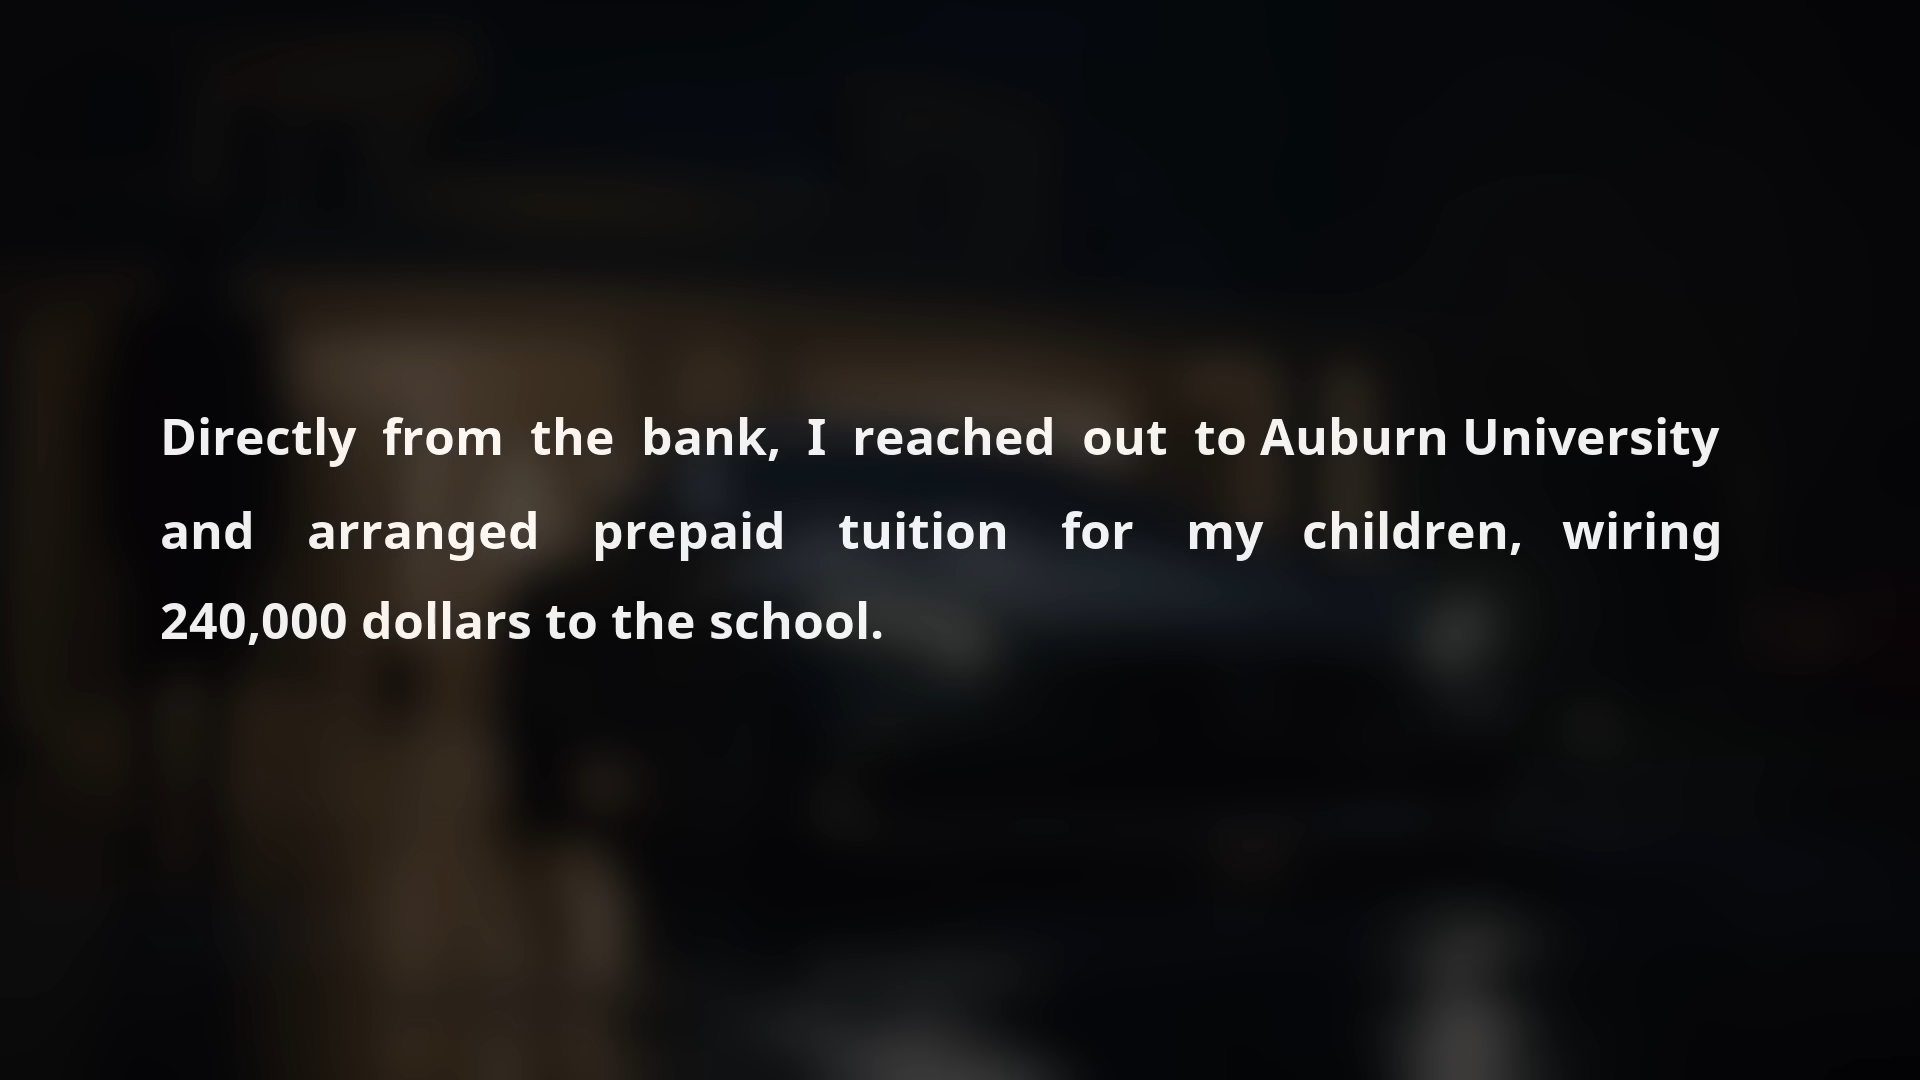 Directly from the bank, I reached out to Auburn University
and arranged prepaid tuition for my children, wiring
240,000 dollars to the school.